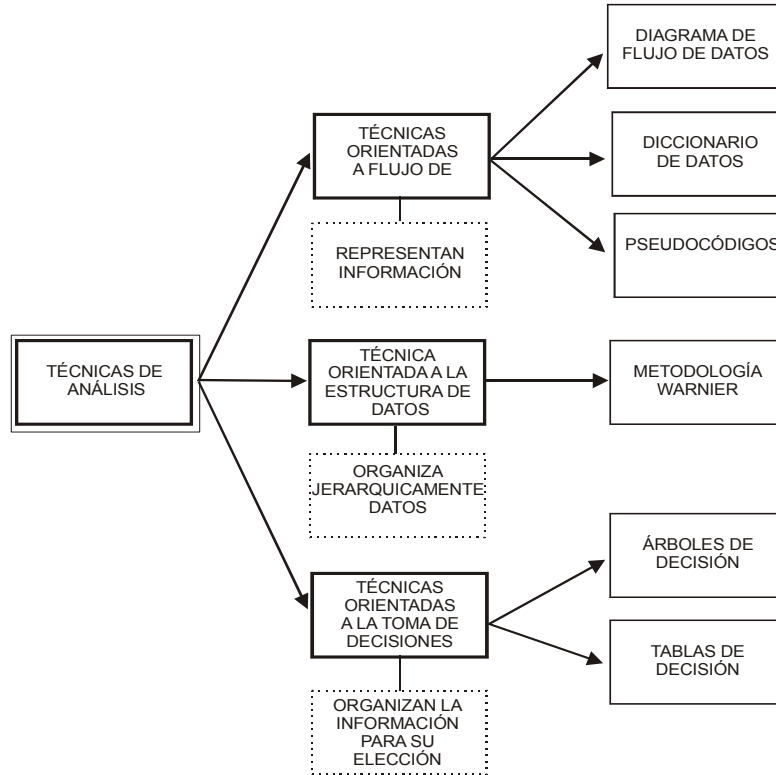 DIAGRAMA DE
FLUJO DE DATOS
TÉCNICAS
ORIENTADAS
A FLUJO DE
DICCIONARIO
DE DATOS
REPRESENTAN
INFORMACIÓN
PSEUDOCÓDIGOS
TÉCNICAS DE
ANÁLISIS
TÉCNICA
ORIENTADA A LA
ESTRUCTURA DE
DATOS
METODOLOGÍA
WARNIER
ORGANIZA
JERARQUICAMENTE
DATOS
TÉCNICAS
ORIENTADAS
A LA TOMA DE
DECISIONES
ÁRBOLES DE
DECISIÓN
TABLAS DE
DECISIÓN
ORGANIZAN LA
INFORMACIÓN
PARA SU
ELECCIÓN